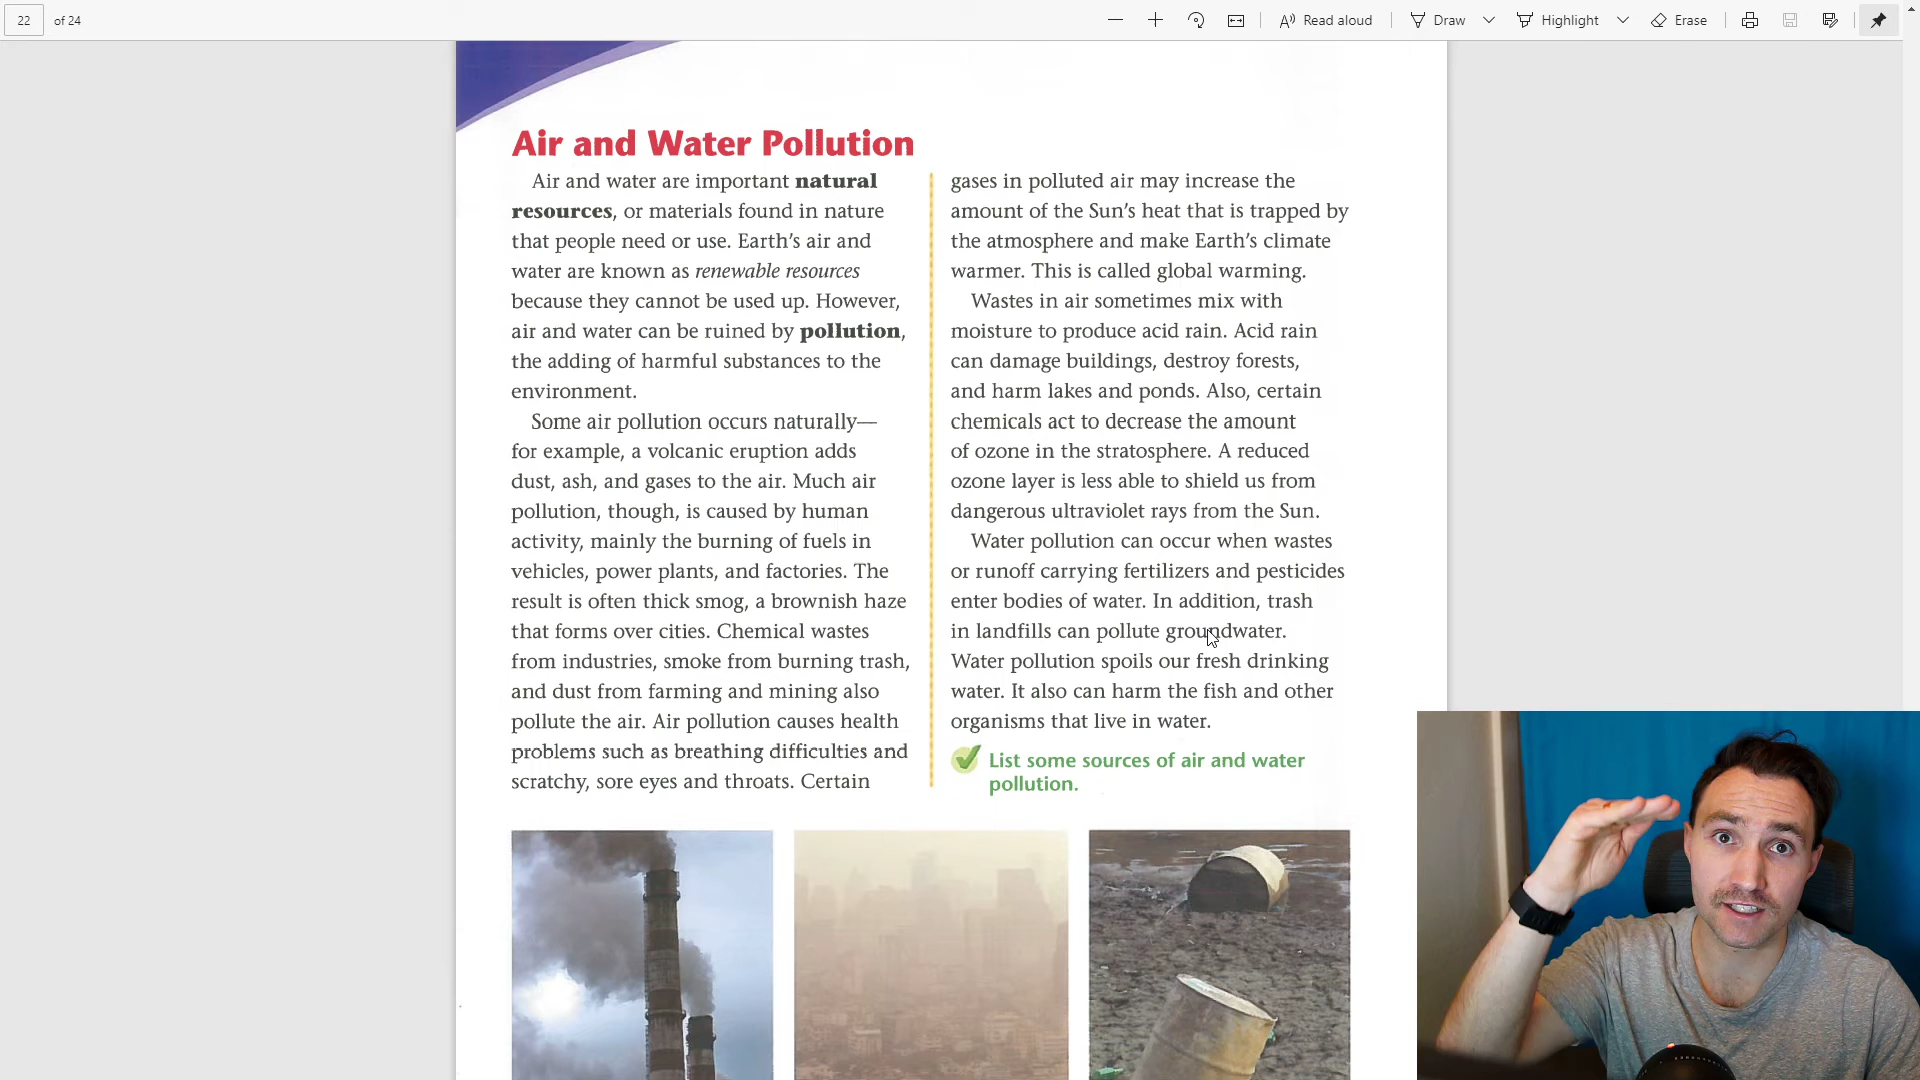 22 of 24
Read aloud
Draw
Highlight
Erase
Air and Water Pollution
Air and water are important natural
resources, or materials found in nature
that people need or use. Earth's air and
water are known as renewable resources
because they cannot be used up. However,
air and water can be ruined by pollution,
the adding of harmful substances to the
environment.
Some air pollution occurs naturally—
for example, a volcanic eruption adds
dust, ash, and gases to the air. Much air
pollution, though, is caused by human
activity, mainly the burning of fuels in
vehicles, power plants, and factories. The
result is often thick smog, a brownish haze
that forms over cities. Chemical wastes
from industries, smoke from burning trash,
and dust from farming and mining also
pollute the air. Air pollution causes health
problems such as breathing difficulties and
scratchy, sore eyes and throats. Certain
gases in polluted air may increase the
amount of the Sun's heat that is trapped by
the atmosphere and make Earth's climate
warmer. This is called global warming.
Wastes in air sometimes mix with
moisture to produce acid rain. Acid rain
can damage buildings, destroy forests,
and harm lakes and ponds. Also, certain
chemicals act to decrease the amount
of ozone in the stratosphere. A reduced
ozone layer is less able to shield us from
dangerous ultraviolet rays from the Sun.
Water pollution can occur when wastes
or runoff carrying fertilizers and pesticides
enter bodies of water. In addition, trash
in landfills can pollute groundwater.
Water pollution spoils our fresh drinking
water. It also can harm the fish and other
organisms that live in water.
List some sources of air and water
pollution.